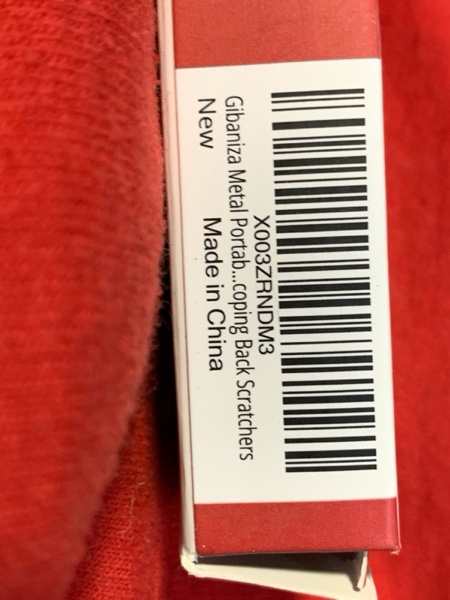 X003ZRNDM3
Gibaniza Metal Portab...coping Back Scratchers
New
Made in China